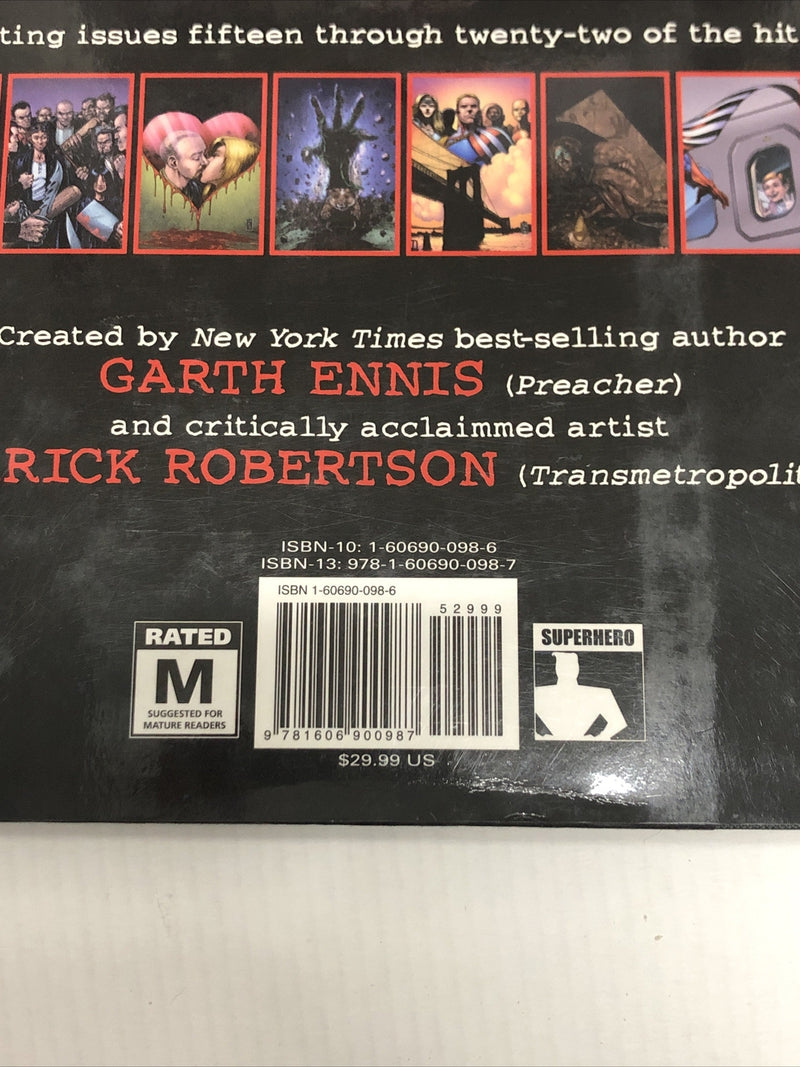 ting issues fifteen through twenty-two of the hit
Created by New York Times best-selling author
GARTH ENNIS (Preacher)
and critically acclaimmed artist
RICK ROBERTSON (Transmetropolit
ISBN-10: 1-60690-098-6
ISBN-13: 978-1-60690-098-7
ISBN 1-60690-098-6
52999
9 781606 900987
$29.99 US
RATED
M
SUGGESTED FOR
MATURE READERS
SUPERHERO